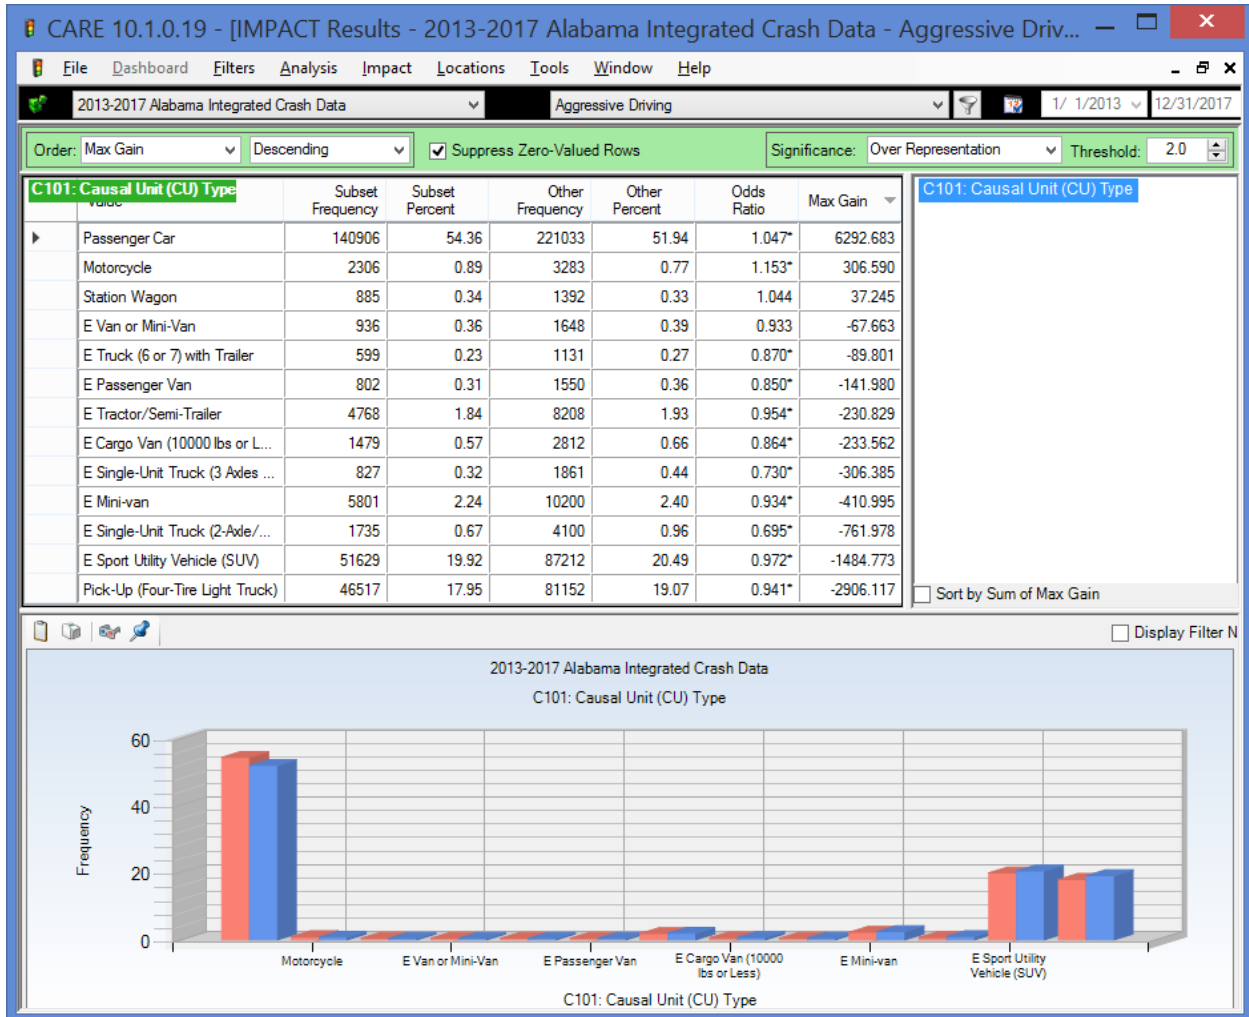 CARE 10.1.0.19 - [IMPACT Results - 2013-2017 Alabama Integrated Crash Data - Aggressive Driv...
File Dashboard Filters Analysis Impact Locations Tools Window Help
2013-2017 Alabama Integrated Crash Data Aggressive Driving 1/ 1/2013 12/31/2017
Order: Max Gain Descending Suppress Zero-Valued Rows Significance: Over Representation Threshold: 2.0
C101: Causal Unit (CU) Type Subset Frequency Subset Percent Other Frequency Other Percent Odds Ratio Max Gain
Passenger Car 140906 54.36 221033 51.94 1.047* 6292.683
Motorcycle 2306 0.89 3283 0.77 1.153* 306.590
Station Wagon 885 0.34 1392 0.33 1.044 37.245
E Van or Mini-Van 936 0.36 1648 0.39 0.933 -67.663
E Truck (6 or 7) with Trailer 599 0.23 1131 0.27 0.870* -89.801
E Passenger Van 802 0.31 1550 0.36 0.850* -141.980
E Tractor/Semi-Trailer 4768 1.84 8208 1.93 0.954* -230.829
E Cargo Van (10000 lbs or L... 1479 0.57 2812 0.66 0.864* -233.562
E Single-Unit Truck (3 Axles ... 827 0.32 1861 0.44 0.730* -306.385
E Mini-van 5801 2.24 10200 2.40 0.934* -410.995
E Single-Unit Truck (2-Axle/... 1735 0.67 4100 0.96 0.695* -761.978
E Sport Utility Vehicle (SUV) 51629 19.92 87212 20.49 0.972* -1484.773
Pick-Up (Four-Tire Light Truck) 46517 17.95 81152 19.07 0.941* -2906.117
C101: Causal Unit (CU) Type
Sort by Sum of Max Gain
Display Filter N
2013-2017 Alabama Integrated Crash Data
C101: Causal Unit (CU) Type
Frequency
60
40
20
0
Motorcycle
E Van or Mini-Van
E Passenger Van
E Cargo Van (10000
lbs or Less)
E Mini-van
E Sport Utility
Vehicle (SUV)
C101: Causal Unit (CU) Type